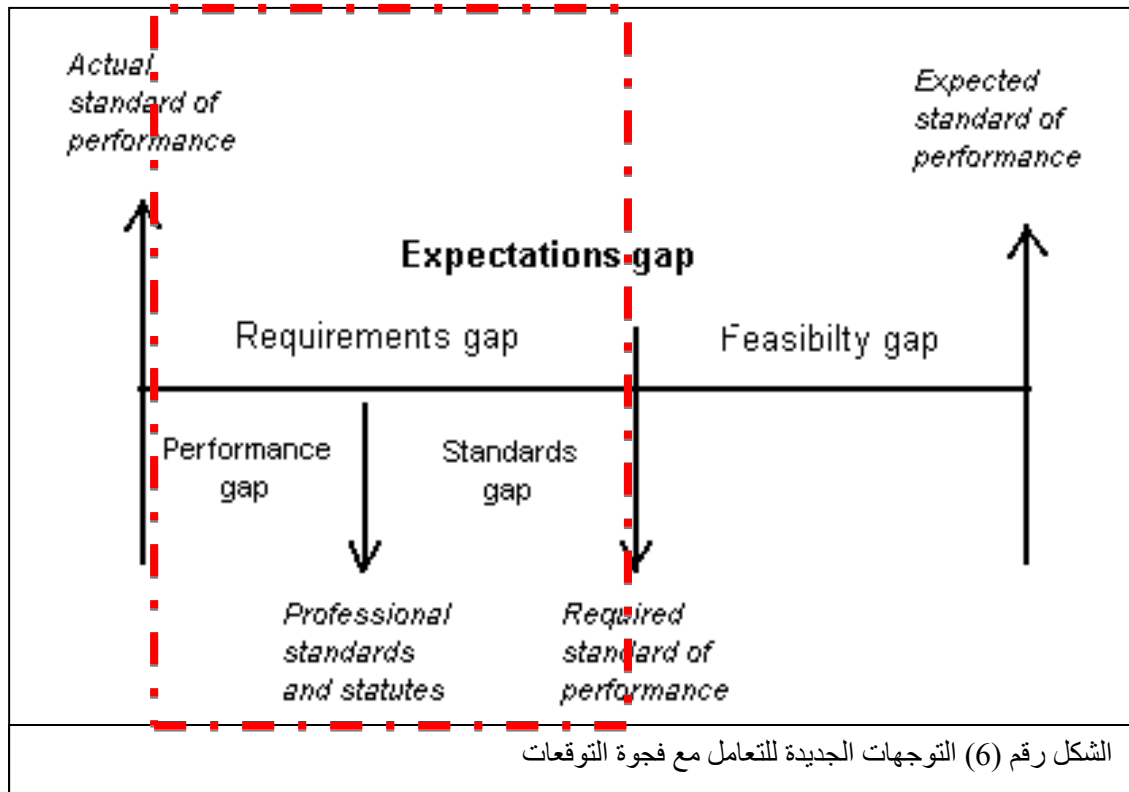 Actual
standard of
performance
Expected
standard of
performance
Expectations gap
Requirements gap
Feasibilty gap
Performance
gap
Standards
gap
Professional
standards
and statutes
Required
standard of
performance
الشكل رقم (6) التوجهات الجديدة للتعامل مع فجوة التوقعات